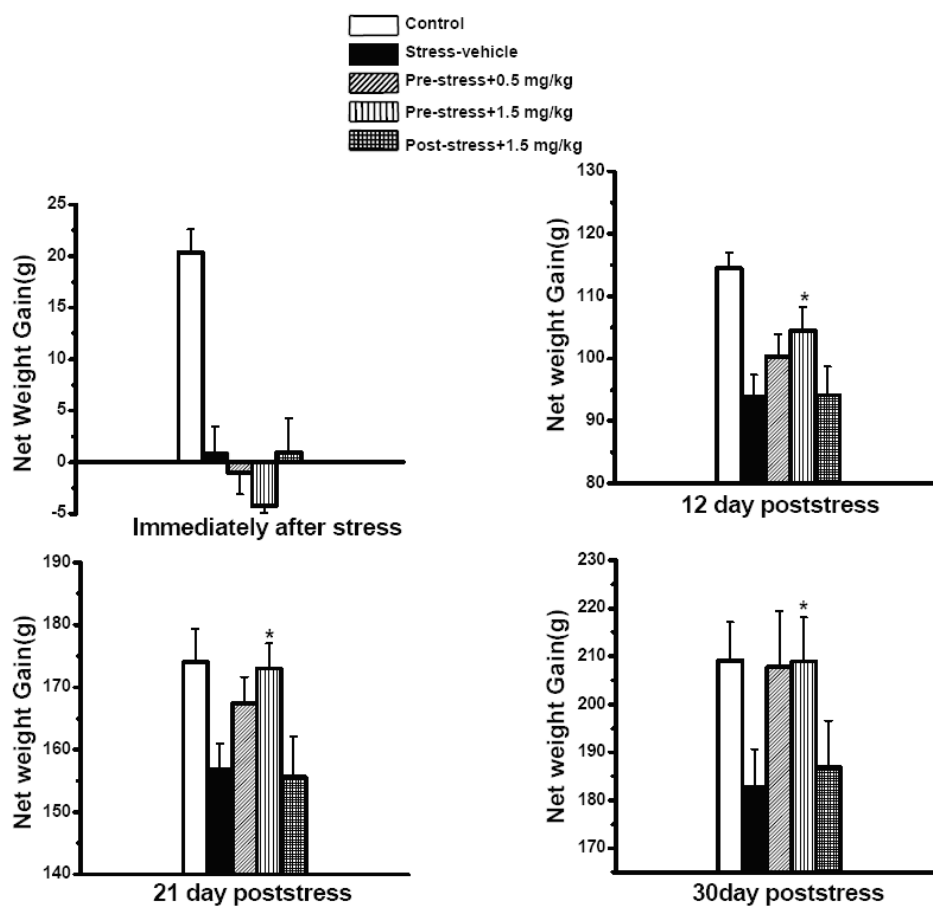 Control
Stress-vehicle
Pre-stress+0.5 mg/kg
Pre-stress+1.5 mg/kg
Post-stress+1.5 mg/kg
Net Weight Gain(g)
25
20
15
10
5
0
-5
Immediately after stress
Net weight Gain(g)
130
120
110
100
90
80
*
12 day poststress
Net weight Gain(g)
190
180
170
160
150
140
*
21 day poststress
Net weight Gain(g)
230
220
210
200
190
180
170
*
30day poststress